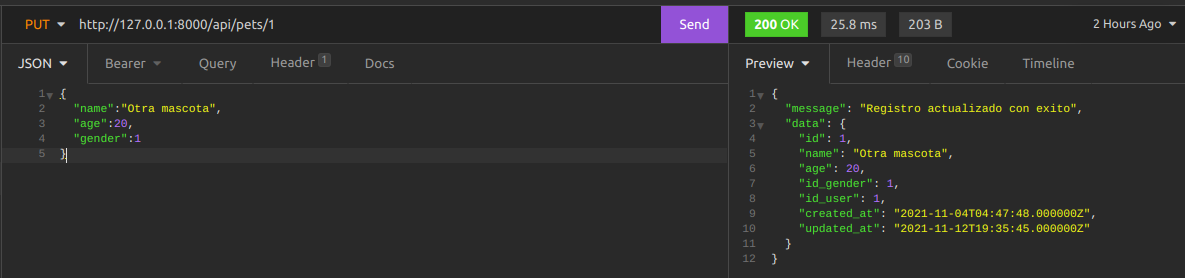 PUT http://127.0.0.1:8000/api/pets/1 Send 200 OK 25.8 ms 203 B 2 Hours Ago
JSON Bearer Query Header 1 Docs Preview Header 10 Cookie Timeline
1 {
2 "name":"Otra mascota",
3 "age":20,
4 "gender":1
5 }
1 {
2 "message": "Registro actualizado con exito",
3 "data": {
4 "id": 1,
5 "name": "Otra mascota",
6 "age": 20,
7 "id_gender": 1,
8 "id_user": 1,
9 "created_at": "2021-11-04T04:47:48.000000Z",
10 "updated_at": "2021-11-12T19:35:45.000000Z"
11 }
12 }